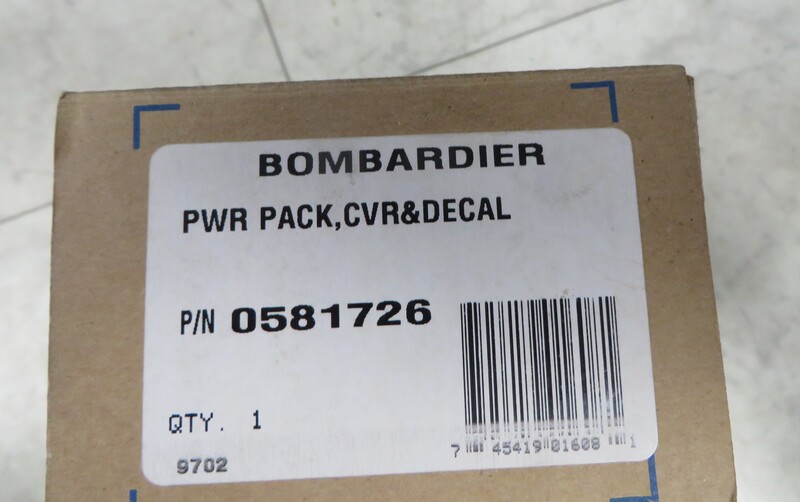 BOMBARDIER
PWR PACK,CVR&DECAL
P/N 0581726
QTY. 1
9702
7 45419 01608 1